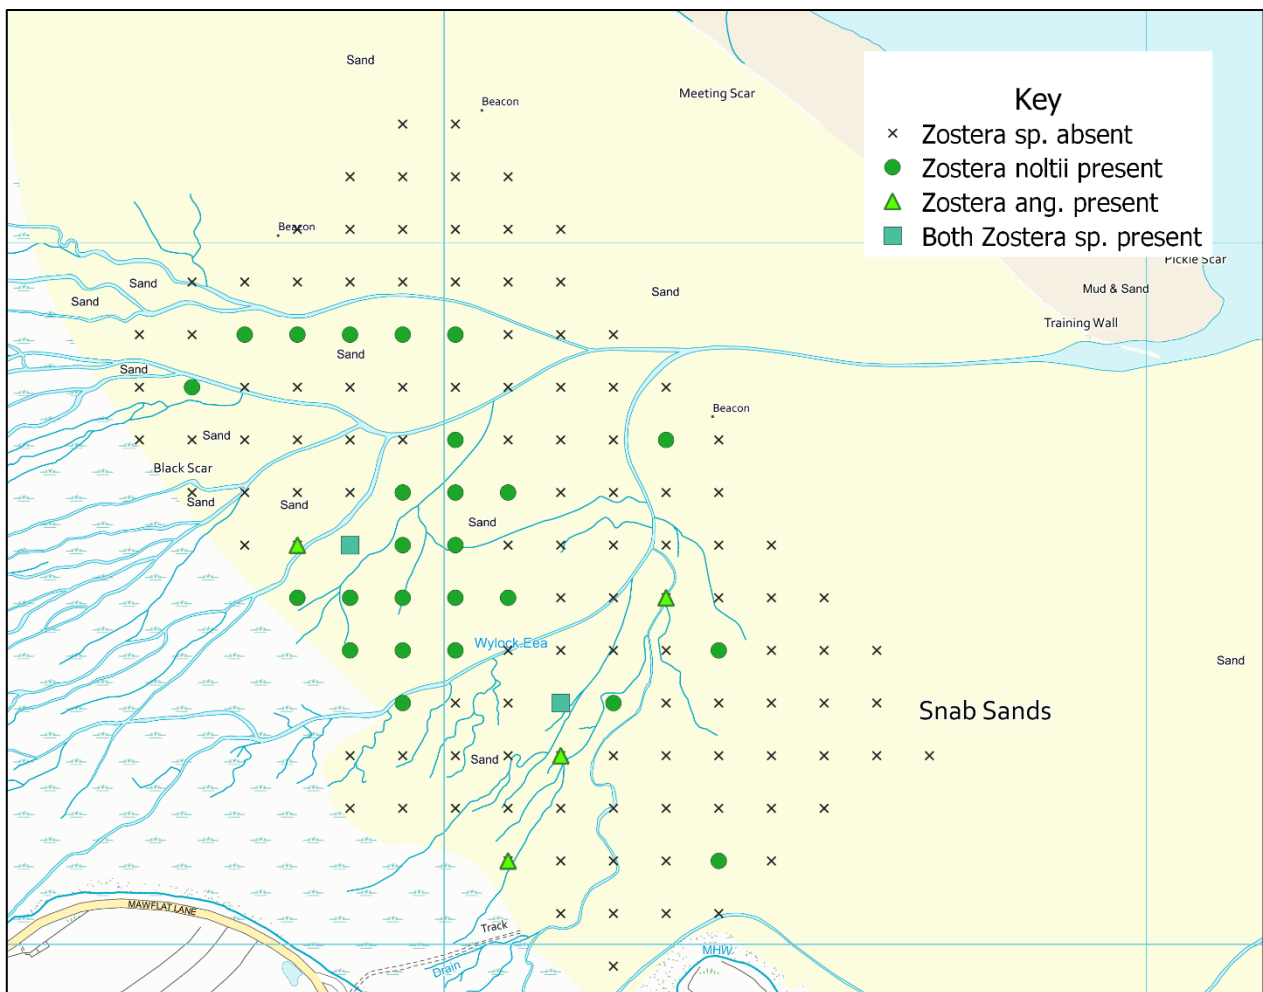 Sand
Beacon
Meeting Scar
Key
Zostera sp. absent
Zostera noltii present
Zostera ang. present
Both Zostera sp. present
Beacon
Pickle Scar
Sand
Sand
Sand
Mud & Sand
Training Wall
Sand
Sand
Beacon
Sand
Black Scar
Sand
Sand
Sand
Wylock Eea
Sand
Snab Sands
Sand
MAWFLAT LANE
Track
MHW
Drain